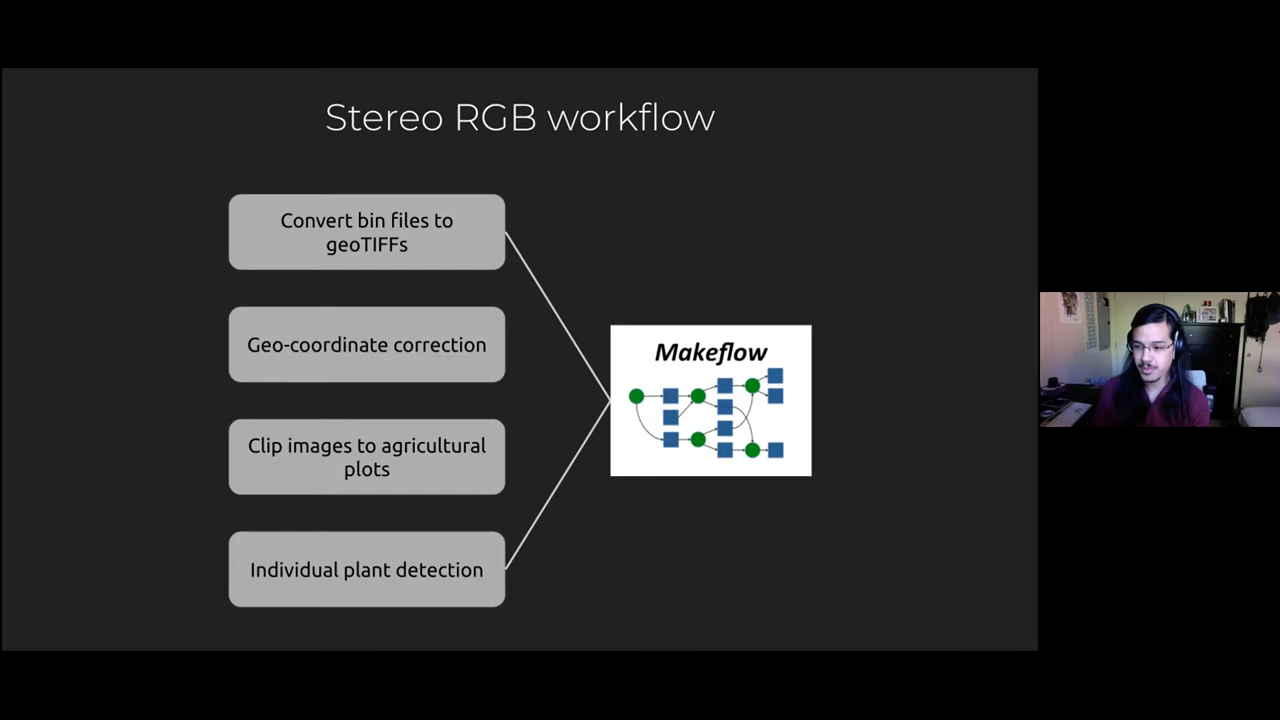 Stereo RGB workflow
Convert bin files to
geoTIFFs
Geo-coordinate correction
Clip images to agricultural
plots
Individual plant detection
Makeflow